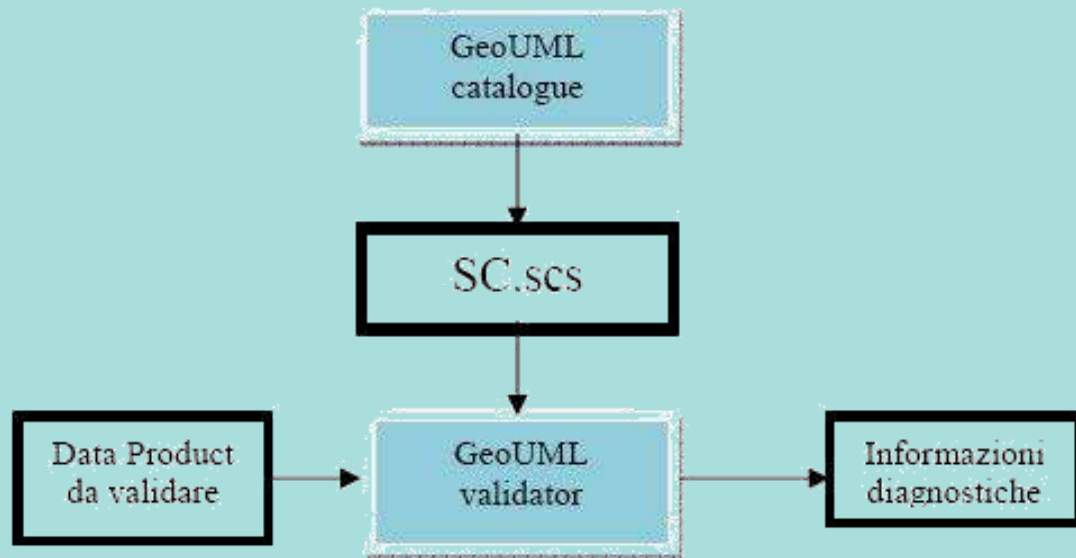 GeoUML
catalogue
SC.scs
Data Product
da validare
GeoUML
validator
Informazioni
diagnostiche